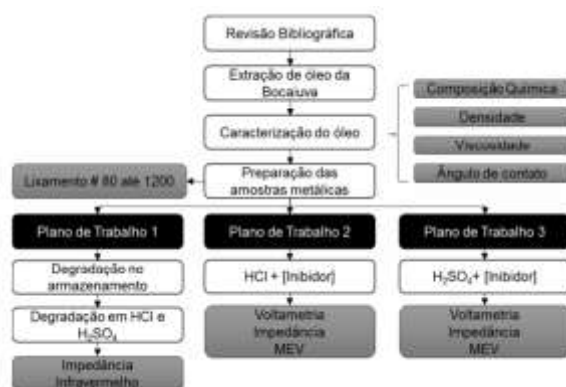 Revisão Bibliográfica
Extração de óleo da
Bocaiuva
Composição Química
Densidade
Caracterização do óleo
Viscosidade
Ângulo de contato
Lixamento # 80 até 1200
Preparação das
amostras metálicas
Plano de Trabalho 1
Plano de Trabalho 2
Plano de Trabalho 3
Degradação no
armazenamento
HCl + [Inibidor]
H₂SO₄+ [Inibidor]
Degradação em HCl e
H₂SO₄
Voltametria
Impedância
MEV
Voltametria
Impedância
MEV
Impedância
Infravermelho